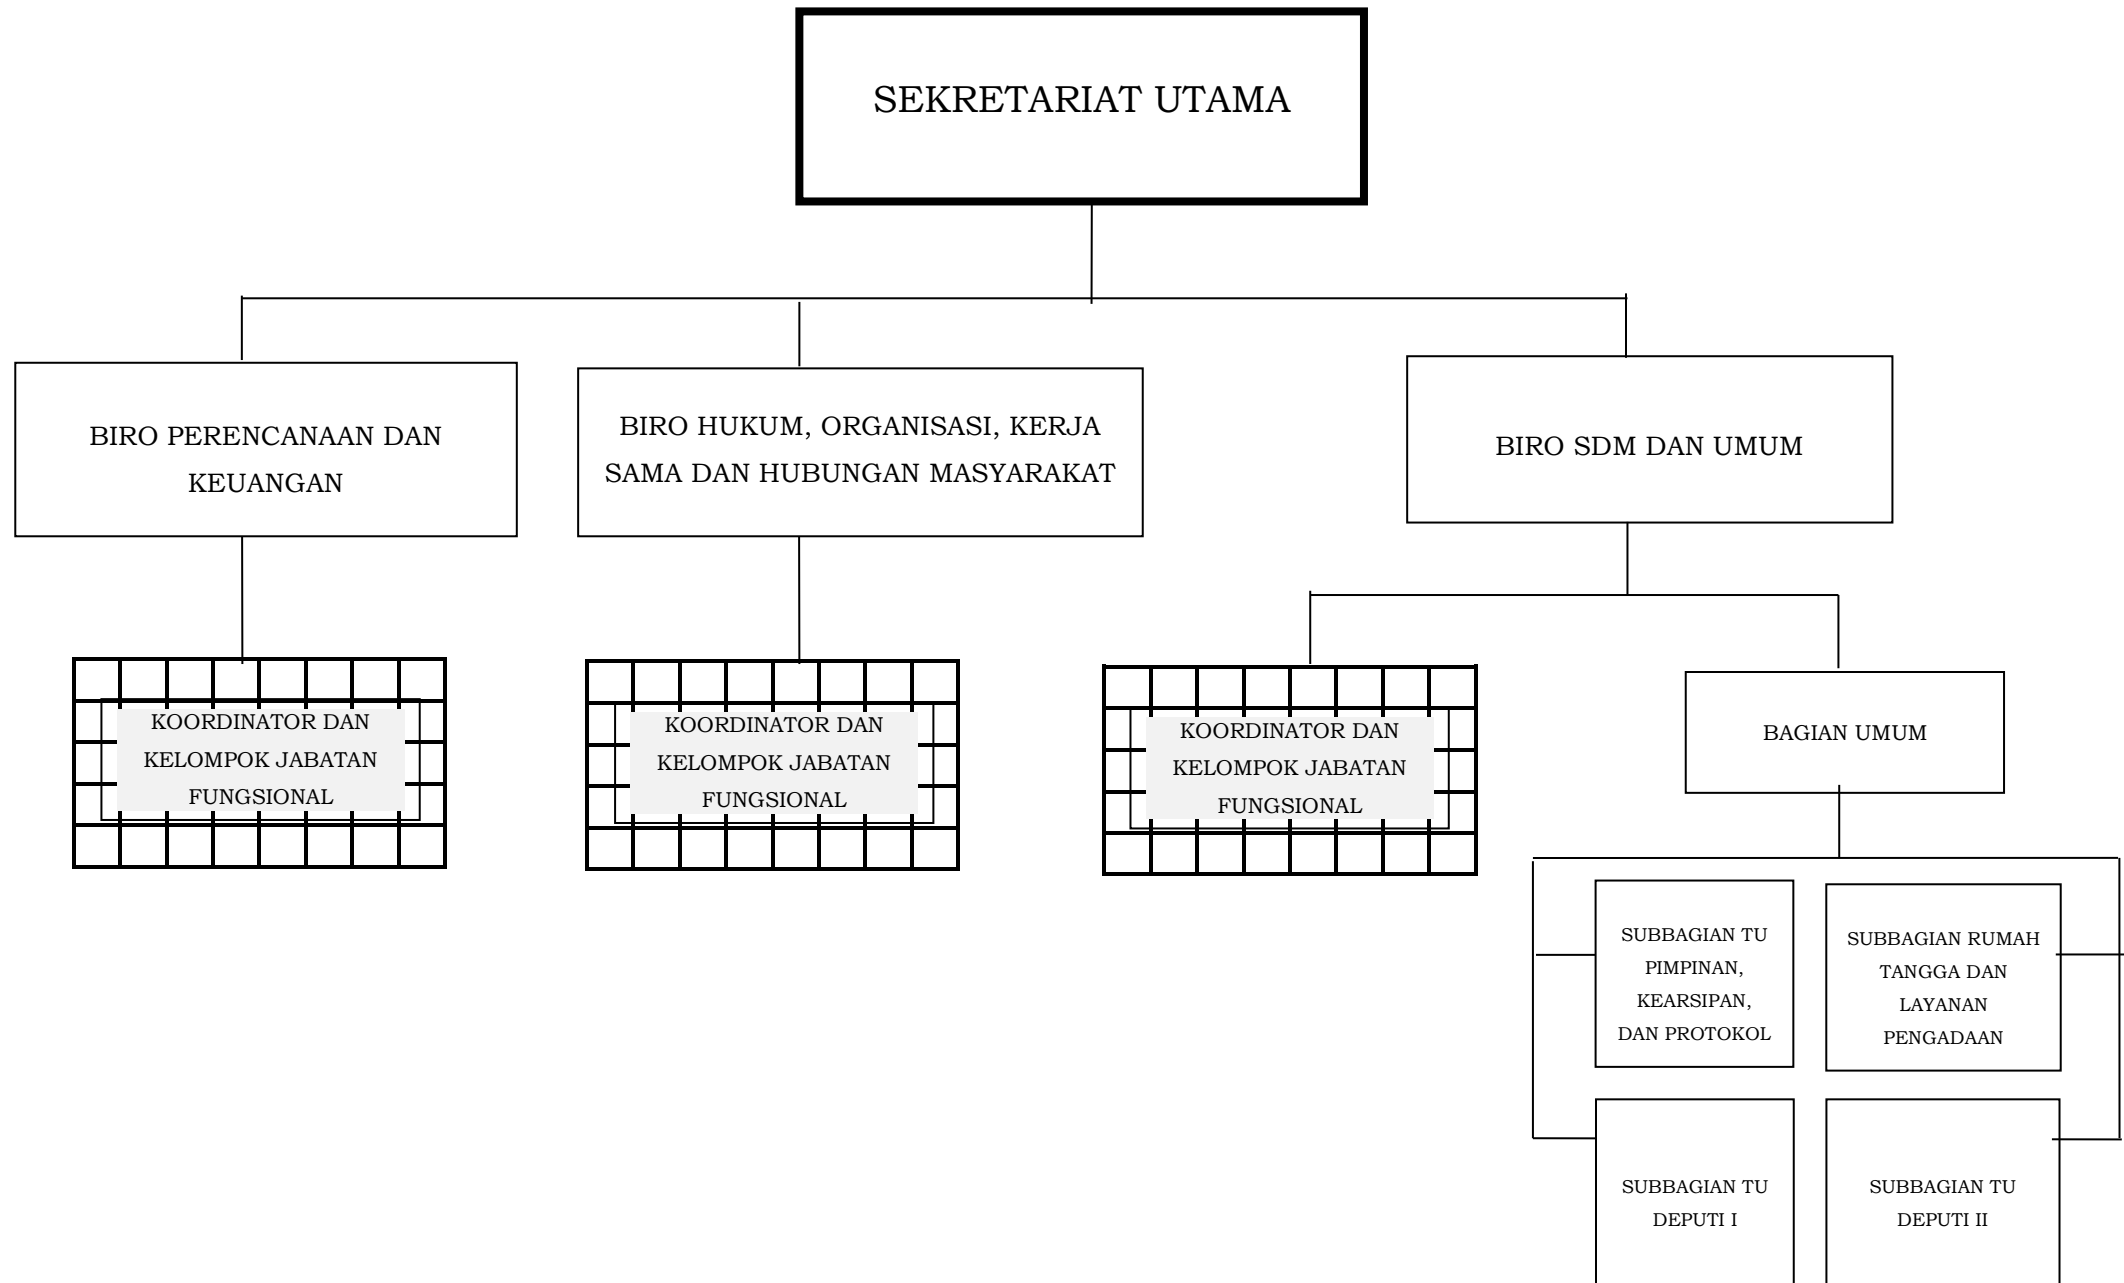 SEKRETARIAT UTAMA
BIRO PERENCANAAN DAN
KEUANGAN
BIRO HUKUM, ORGANISASI, KERJA
SAMA DAN HUBUNGAN MASYARAKAT
BIRO SDM DAN UMUM
KOORDINATOR DAN
KELOMPOK JABATAN
FUNGSIONAL
KOORDINATOR DAN
KELOMPOK JABATAN
FUNGSIONAL
KOORDINATOR DAN
KELOMPOK JABATAN
FUNGSIONAL
BAGIAN UMUM
SUBBAGIAN TU
PIMPINAN,
KEARSIPAN,
DAN PROTOKOL
SUBBAGIAN RUMAH
TANGGA DAN
LAYANAN
PENGADAAN
SUBBAGIAN TU
DEPUTI I
SUBBAGIAN TU
DEPUTI II